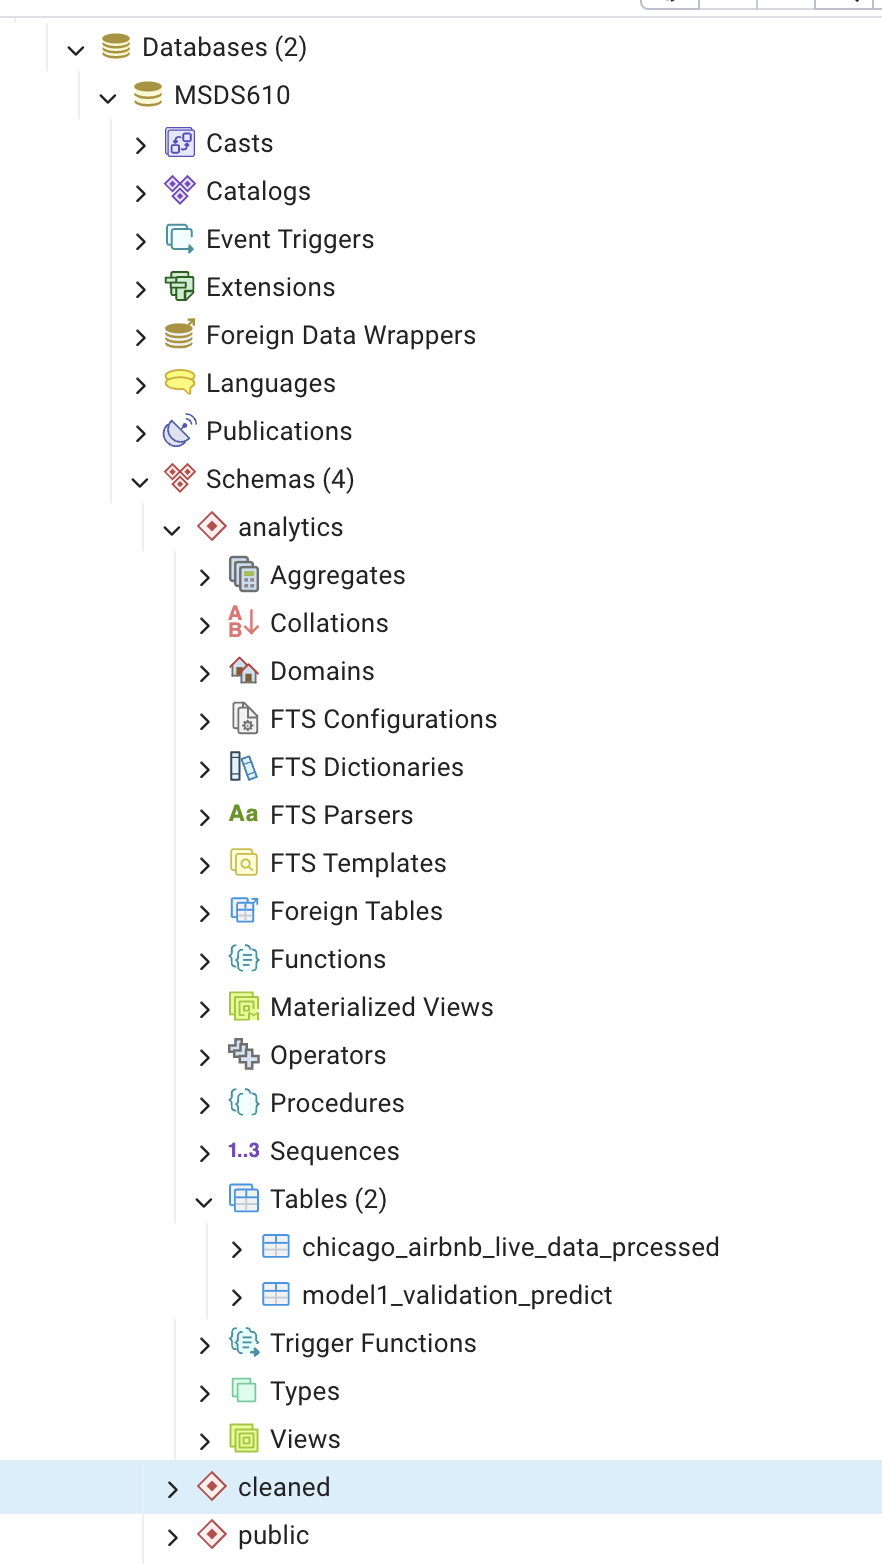 Databases (2)
MSDS610
Casts
Catalogs
Event Triggers
Extensions
Foreign Data Wrappers
Languages
Publications
Schemas (4)
analytics
Aggregates
A
B
Collations
Domains
FTS Configurations
FTS Dictionaries
Aa FTS Parsers
FTS Templates
Foreign Tables
Functions
Materialized Views
Operators
Procedures
1..3 Sequences
Tables (2)
chicago_airbnb_live_data_prcessed
model1_validation_predict
Trigger Functions
Types
Views
cleaned
public